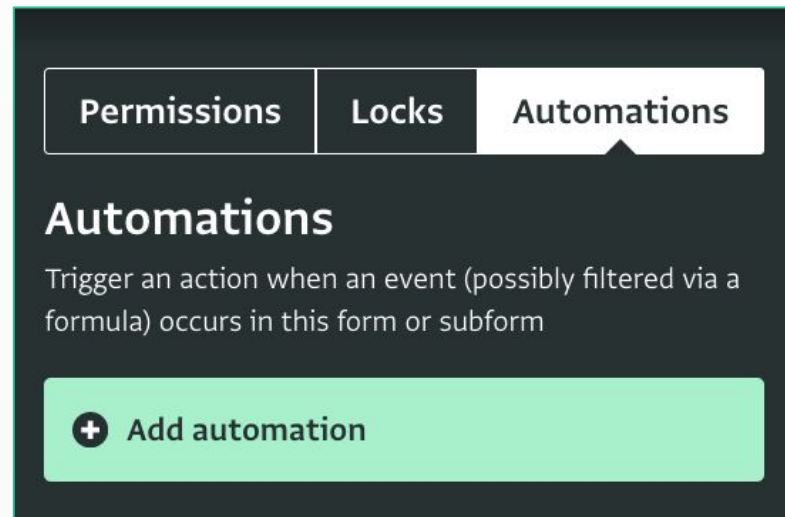 Permissions Locks Automations
Automations
Trigger an action when an event (possibly filtered via a
formula) occurs in this form or subform
Add automation